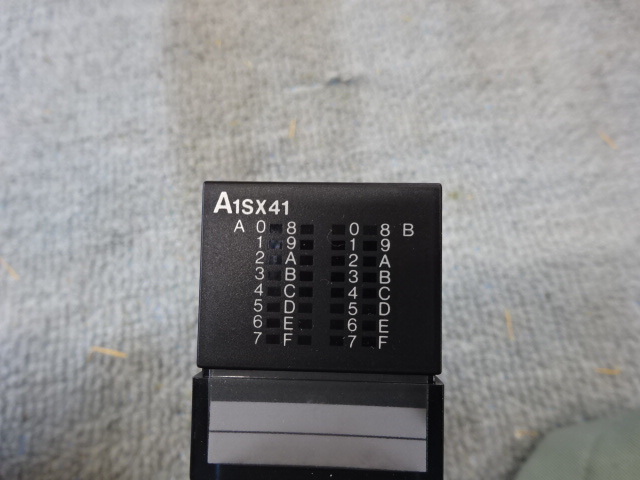 A1SX41
A 0 8 0 8 B
1 9 1 9
2 A 2 A
3 B 3 B
4 C 4 C
5 D 5 D
6 E 6 E
7 F 7 F